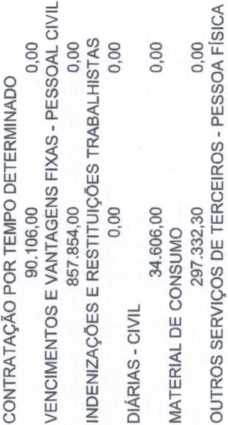 CONTRATAÇÃO POR TEMPO DETERMINADO
90.106,00 0,00
VENCIMENTOS E VANTAGENS FIXAS - PESSOAL CIVIL
857.854,00 0,00
INDENIZAÇÕES E RESTITUIÇÕES TRABALHISTAS
0,00 0,00
DIÁRIAS - CIVIL
34.606,00 0,00
MATERIAL DE CONSUMO
297.332,30 0,00
OUTROS SERVIÇOS DE TERCEIROS - PESSOA FÍSICA